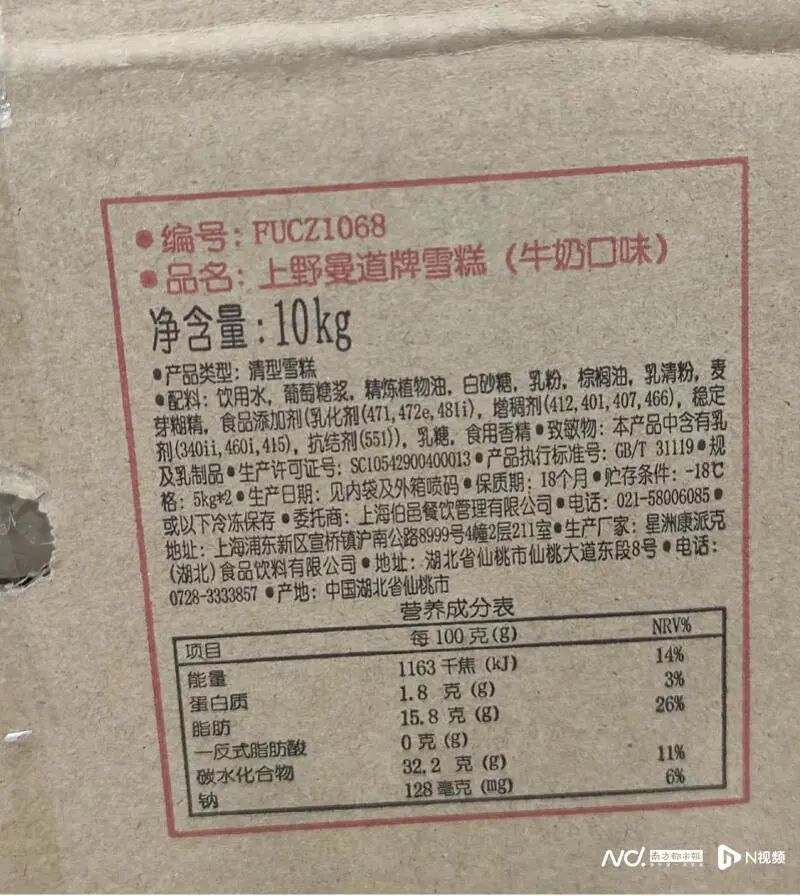 ●编号：FUCZ1068
●品名：上野曼道牌雪糕（牛奶口味）
净含量：10kg
●产品类型：清型雪糕
●配料：饮用水，葡萄糖浆，精炼植物油，白砂糖，乳粉，棕榈油，乳清粉，麦
芽糊精，食品添加剂(乳化剂(471,472e,481i)，增稠剂(412,401,407,466)，稳定
剂(340ii,460i,415)，抗结剂(551))，乳糖，食用香精●致敏物：本产品中含有乳
及乳制品●生产许可证号：SC10542900400013●产品执行标准号：GB/T 31119●规
格：5kg*2●生产日期：见内袋及外箱喷码●保质期：18个月●贮存条件：-18℃
或以下冷冻保存●委托商：上海伯邑餐饮管理有限公司●电话：021-58006085●
地址：上海浦东新区宣桥镇沪南公路8999号4幢2层211室●生产厂家：星洲康派克
(湖北)食品饮料有限公司●地址：湖北省仙桃市仙桃大道东段8号●电话：
0728-3333857●产地：中国湖北省仙桃市
营养成分表
项目 每100克(g) NRV%
能量 1163千焦(kJ) 14%
蛋白质 1.8 克(g) 3%
脂肪 15.8 克(g) 26%
—反式脂肪酸 0克(g)
碳水化合物 32.2 克(g) 11%
钠 128毫克(mg) 6%
ND. 南方都市报 N视频